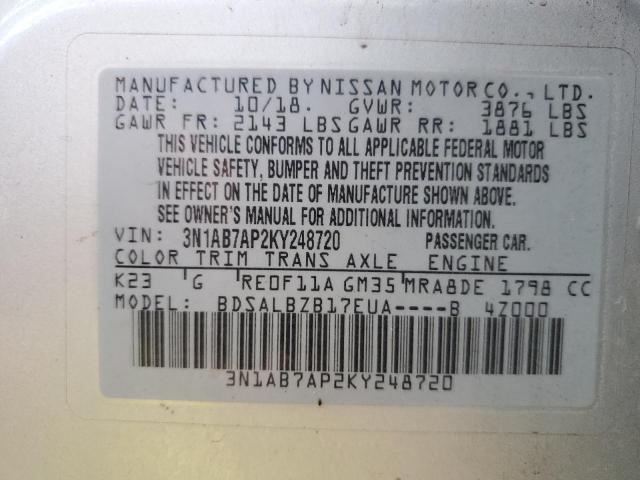 MANUFACTURED BY NISSAN MOTOR CO., LTD.
DATE: 10/18. GVWR: 3876 LBS
GAWR FR: 2143 LBS GAWR RR: 1881 LBS
THIS VEHICLE CONFORMS TO ALL APPLICABLE FEDERAL MOTOR
VEHICLE SAFETY, BUMPER AND THEFT PREVENTION STANDARDS
IN EFFECT ON THE DATE OF MANUFACTURE SHOWN ABOVE.
SEE OWNER'S MANUAL FOR ADDITIONAL INFORMATION.
VIN: 3N1AB7AP2KY248720 PASSENGER CAR.
COLOR TRIM TRANS AXLE ENGINE
K23 G RE0F11A GM35 MRA8DE 1798 CC
MODEL: BDSALBZB17EUA----B 4Z000
3N1AB7AP2KY248720